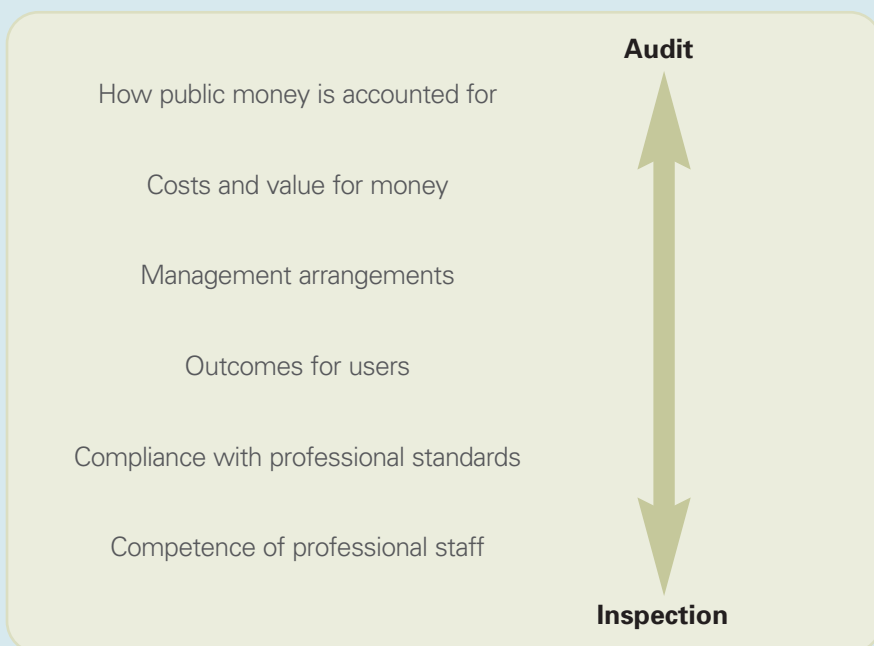 Audit
How public money is accounted for
Costs and value for money
Management arrangements
Outcomes for users
Compliance with professional standards
Competence of professional staff
Inspection